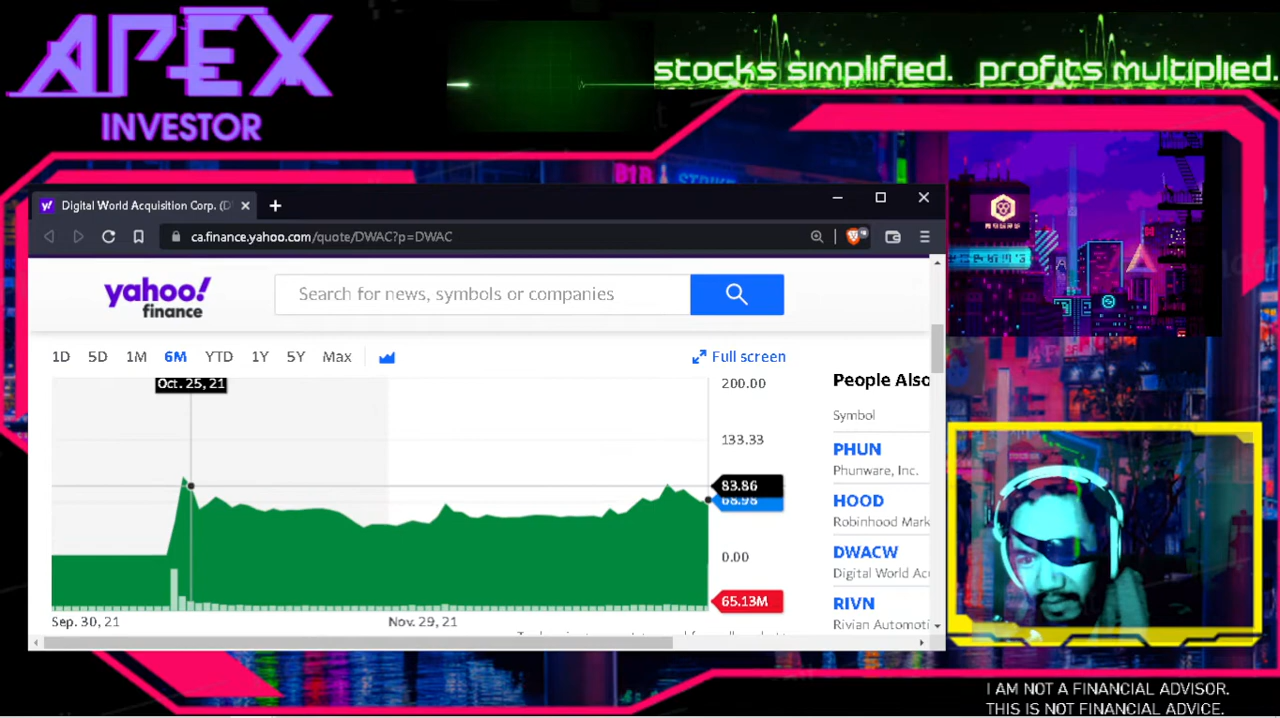 APEX
INVESTOR
stocks simplified. profits multiplied.
Digital World Acquisition Corp. (D
ca.finance.yahoo.com/quote/DWAC?p=DWAC
yahoo!
finance
Search for news, symbols or companies
1D 5D 1M 6M YTD 1Y 5Y Max
Full screen
Oct. 25, 21
200.00
133.33
83.86
68.98
0.00
65.13M
Sep. 30, 21
Nov. 29, 21
People Also
Symbol
PHUN
Phunware, Inc.
HOOD
Robinhood Mark
DWACW
Digital World Ac
RIVN
Rivian Automoti
I AM NOT A FINANCIAL ADVISOR.
THIS IS NOT FINANCIAL ADVICE.